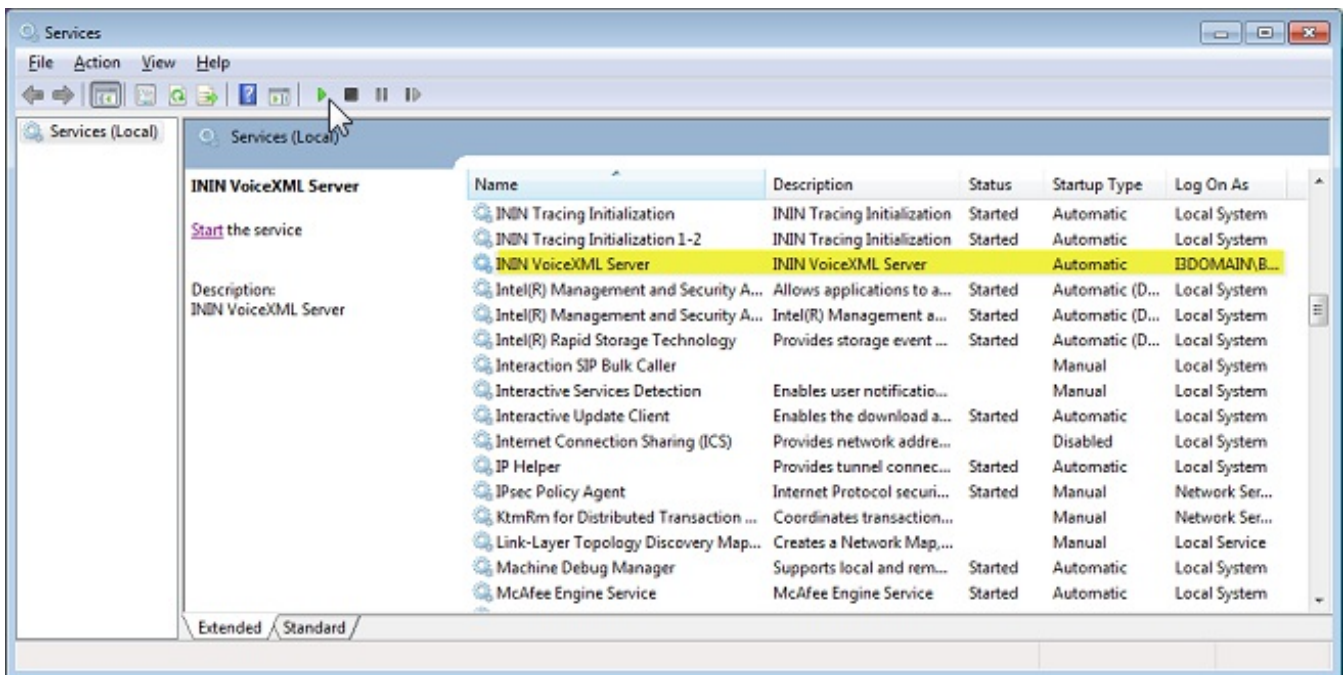 Services
File Action View Help
Services (Local)
Services (Local)
ININ VoiceXML Server
Start the service
Description:
ININ VoiceXML Server
Name Description Status Startup Type Log On As
ININ Tracing Initialization ININ Tracing Initialization Started Automatic Local System
ININ Tracing Initialization 1-2 ININ Tracing Initialization Started Automatic Local System
ININ VoiceXML Server ININ VoiceXML Server Automatic I3DOMAIN\B...
Intel(R) Management and Security A... Allows applications to a... Started Automatic (D... Local System
Intel(R) Management and Security A... Intel(R) Management a... Started Automatic (D... Local System
Intel(R) Rapid Storage Technology Provides storage event ... Started Automatic (D... Local System
Interaction SIP Bulk Caller Manual Local System
Interactive Services Detection Enables user notificatio... Manual Local System
Interactive Update Client Enables the download a... Started Automatic Local System
Internet Connection Sharing (ICS) Provides network addre... Disabled Local System
IP Helper Provides tunnel connec... Started Automatic Local System
IPsec Policy Agent Internet Protocol securi... Started Manual Network Ser...
KtmRm for Distributed Transaction ... Coordinates transaction... Manual Network Ser...
Link-Layer Topology Discovery Map... Creates a Network Map,... Manual Local Service
Machine Debug Manager Supports local and rem... Started Automatic Local System
McAfee Engine Service McAfee Engine Service Started Automatic Local System
Extended Standard